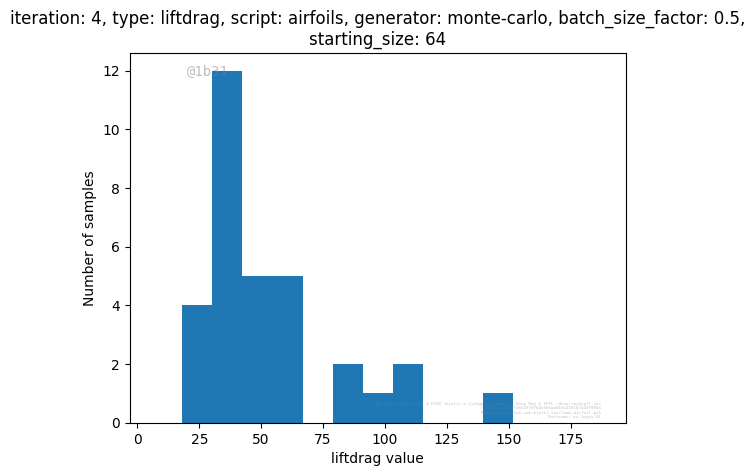 iteration: 4, type: liftdrag, script: airfoils, generator: monte-carlo, batch_size_factor: 0.5,
starting_size: 64
@1b31
12
10
8
6
4
2
0
Number of samples
0 25 50 75 100 125 150 175
liftdrag value